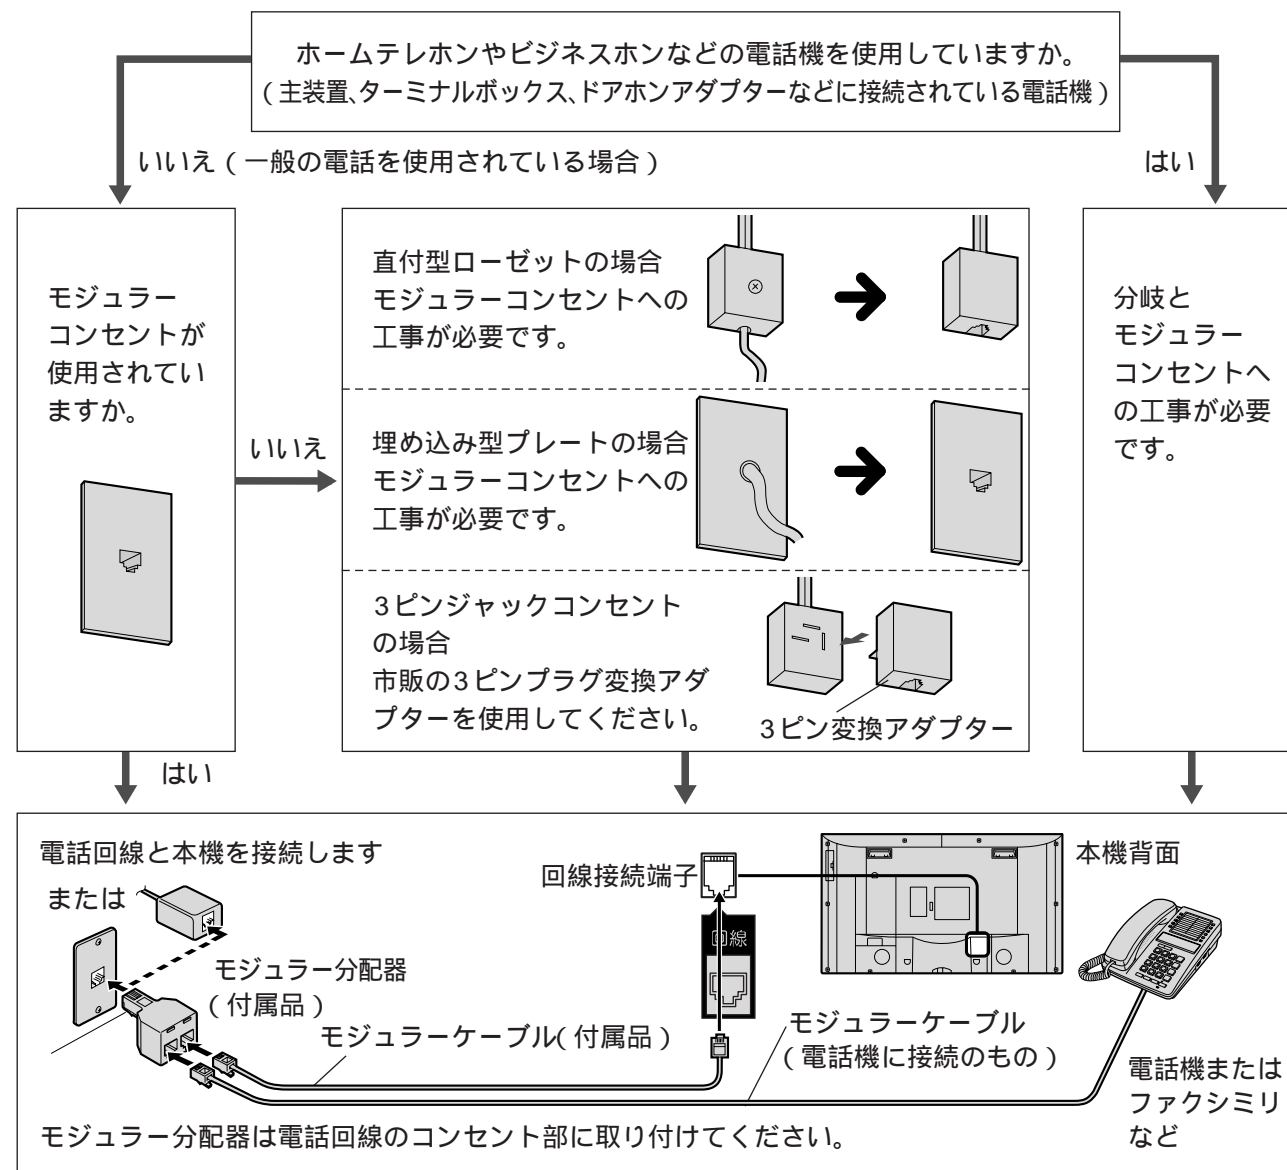 ホームテレホンやビジネスホンなどの電話機を使用していますか。
(主装置、ターミナルボックス、ドアホンアダプターなどに接続されている電話機)
いいえ(一般の電話を使用されている場合)
はい
モジュラー
コンセントが
使用されてい
ますか。
いいえ
直付型ローゼットの場合
モジュラーコンセントへの
工事が必要です。
埋め込み型プレートの場合
モジュラーコンセントへの
工事が必要です。
3ピンジャックコンセント
の場合
市販の3ピンプラグ変換アダ
プターを使用してください。
3ピン変換アダプター
分岐と
モジュラー
コンセントへ
の工事が必要
です。
はい
電話回線と本機を接続します
または
モジュラー分配器
(付属品)
モジュラーケーブル(付属品)
回線接続端子
回線
本機背面
モジュラーケーブル
(電話機に接続のもの)
電話機または
ファクシミリ
など
モジュラー分配器は電話回線のコンセント部に取り付けてください。